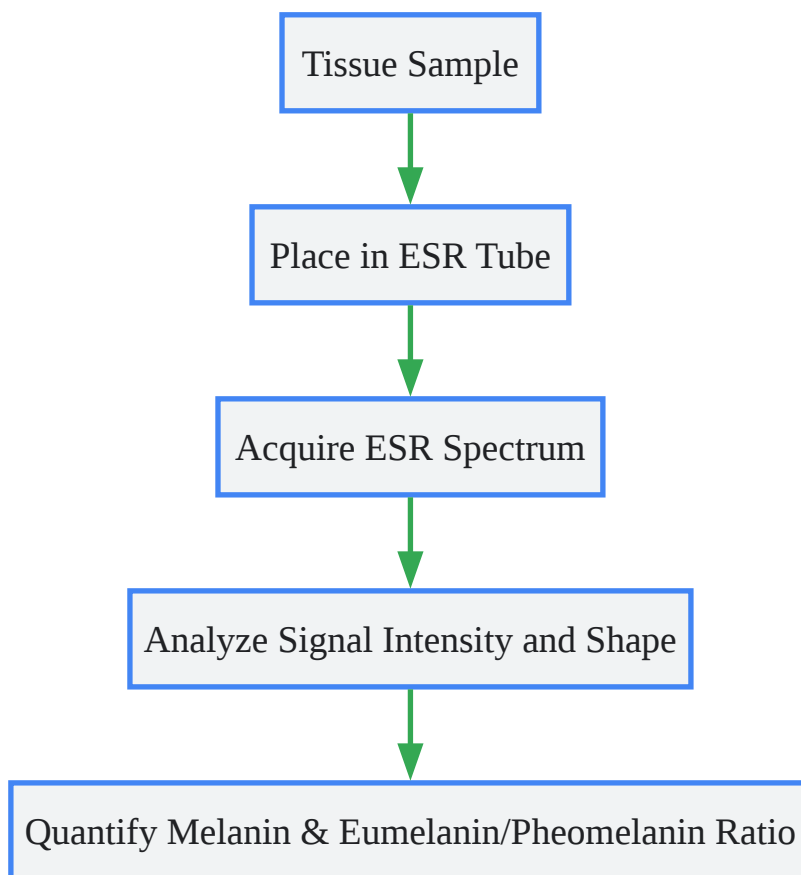 Tissue Sample
Place in ESR Tube
Acquire ESR Spectrum
Analyze Signal Intensity and Shape
Quantify Melanin & Eumelanin/Pheomelanin Ratio